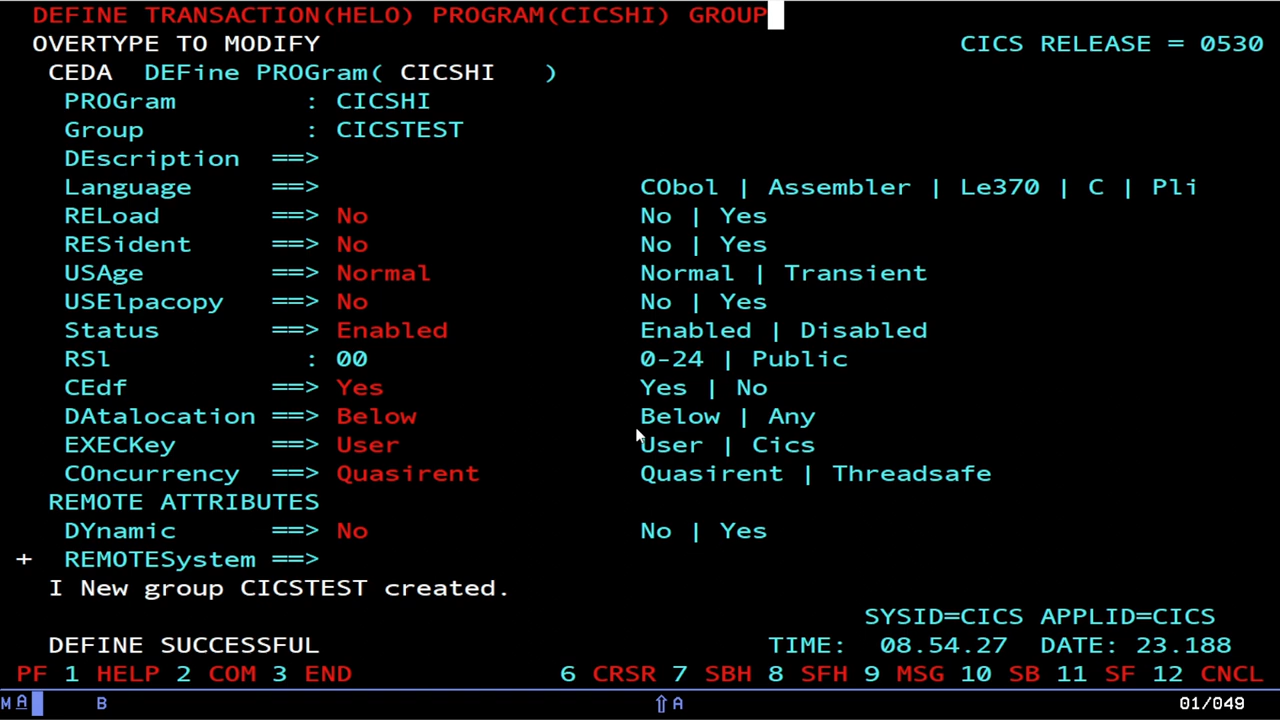 DEFINE TRANSACTION(HELO) PROGRAM(CICSHI) GROUP
OVERTYPE TO MODIFY CICS RELEASE = 0530
CEDA DEFine PROGram( CICSHI )
PROGram : CICSHI
Group : CICSTEST
DEscription ==>
Language ==> CObol | Assembler | Le370 | C | Pli
RELoad ==> No No | Yes
RESident ==> No No | Yes
USAge ==> Normal Normal | Transient
USElpacopy ==> No No | Yes
Status ==> Enabled Enabled | Disabled
RSl : 00 0-24 | Public
CEdf ==> Yes Yes | No
DAtalocation ==> Below Below | Any
EXECKey ==> User User | Cics
COncurrency ==> Quasirent Quasirent | Threadsafe
REMOTE ATTRIBUTES
DYnamic ==> No No | Yes
+ REMOTESystem ==>
I New group CICSTEST created.
SYSID=CICS APPLID=CICS
DEFINE SUCCESSFUL TIME: 08.54.27 DATE: 23.188
PF 1 HELP 2 COM 3 END 6 CRSR 7 SBH 8 SFH 9 MSG 10 SB 11 SF 12 CNCL
MA B ⇧A 01/049